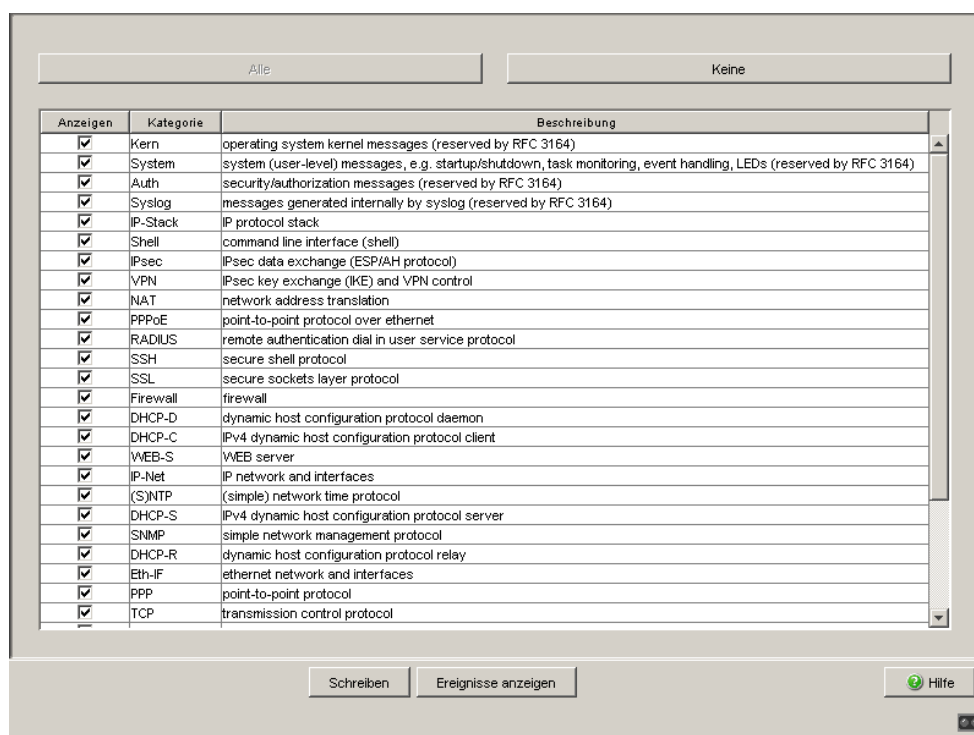 Alle Keine
Anzeigen Kategorie Beschreibung
Kern operating system kernel messages (reserved by RFC 3164)
System system (user-level) messages, e.g. startup/shutdown, task monitoring, event handling, LEDs (reserved by RFC 3164)
Auth security/authorization messages (reserved by RFC 3164)
Syslog messages generated internally by syslog (reserved by RFC 3164)
IP-Stack IP protocol stack
Shell command line interface (shell)
IPsec IPsec data exchange (ESP/AH protocol)
VPN IPsec key exchange (IKE) and VPN control
NAT network address translation
PPPoE point-to-point protocol over ethernet
RADIUS remote authentication dial in user service protocol
SSH secure shell protocol
SSL secure sockets layer protocol
Firewall firewall
DHCP-D dynamic host configuration protocol daemon
DHCP-C IPv4 dynamic host configuration protocol client
WEB-S WEB server
IP-Net IP network and interfaces
(S)NTP (simple) network time protocol
DHCP-S IPv4 dynamic host configuration protocol server
SNMP simple network management protocol
DHCP-R dynamic host configuration protocol relay
Eth-IF ethernet network and interfaces
PPP point-to-point protocol
TCP transmission control protocol
Schreiben Ereignisse anzeigen Hilfe